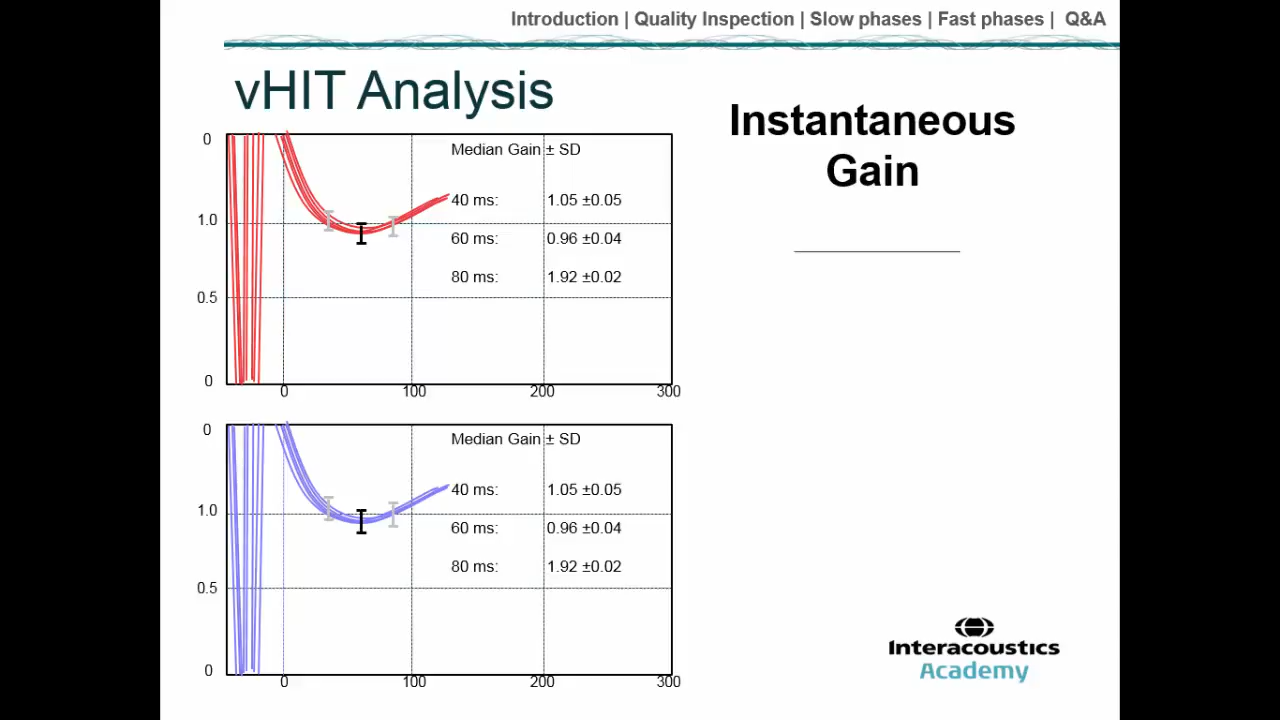 Introduction | Quality Inspection | Slow phases | Fast phases | Q&A
vHIT Analysis
Instantaneous
Gain
0
Median Gain ± SD
40 ms: 1.05 ±0.05
1.0
60 ms: 0.96 ±0.04
80 ms: 1.92 ±0.02
0.5
0
0 100 200 300
0
Median Gain ± SD
40 ms: 1.05 ±0.05
1.0
60 ms: 0.96 ±0.04
80 ms: 1.92 ±0.02
0.5
0
0 100 200 300
Interacoustics
Academy